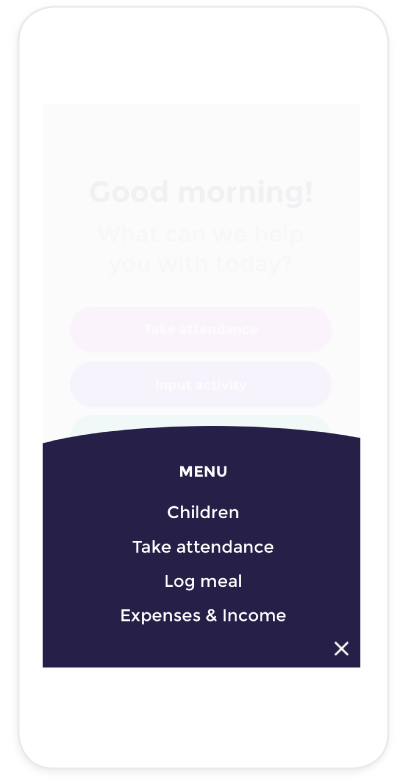 Good morning!
What can we help
you with today?
Take attendance
Input activity
MENU
Children
Take attendance
Log meal
Expenses & Income